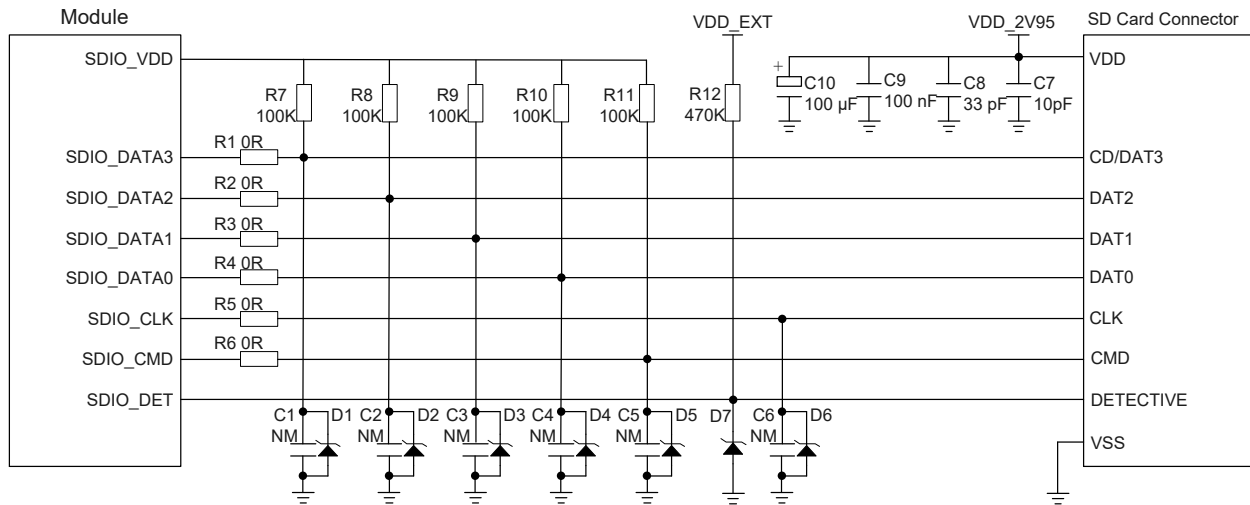 Module
VDD_EXT
VDD_2V95
SD Card Connector
SDIO_VDD
VDD
R7
100K
R8
100K
R9
100K
R10
100K
R11
100K
R12
470K
+
C10
100 µF
C9
100 nF
C8
33 pF
C7
10pF
SDIO_DATA3
R1 0R
CD/DAT3
SDIO_DATA2
R2 0R
DAT2
SDIO_DATA1
R3 0R
DAT1
SDIO_DATA0
R4 0R
DAT0
SDIO_CLK
R5 0R
CLK
SDIO_CMD
R6 0R
CMD
SDIO_DET
DETECTIVE
C1
NM
D1
C2
NM
D2
C3
NM
D3
C4
NM
D4
C5
NM
D5
D7
C6
NM
D6
VSS